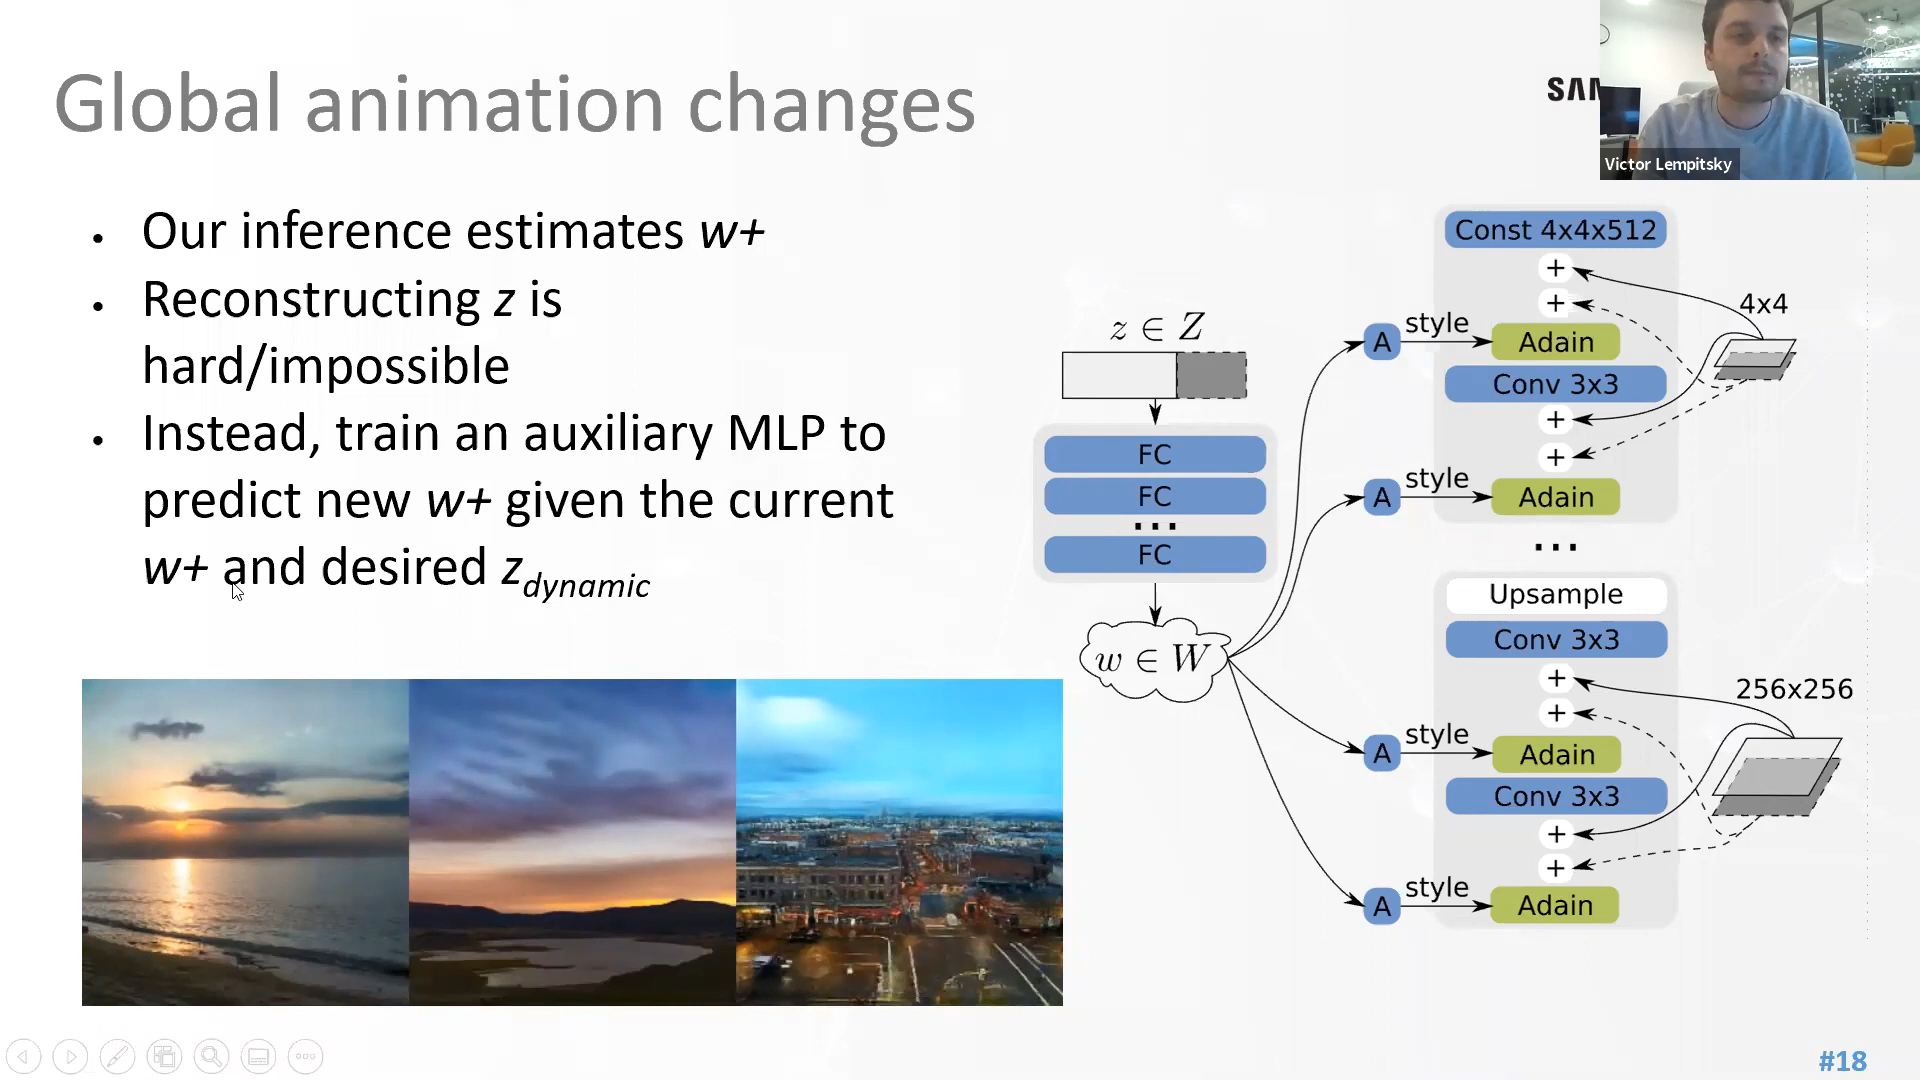 Global animation changes
SAM
Victor Lempitsky
• Our inference estimates w+
• Reconstructing z is
hard/impossible
• Instead, train an auxiliary MLP to
predict new w+ given the current
w+ and desired z_dynamic
z ∈ Z
FC
FC
...
FC
w ∈ W
Const 4x4x512
+
+
4x4
A style Adain
Conv 3x3
+
+
A style Adain
...
Upsample
Conv 3x3
+
256x256
+
A style Adain
Conv 3x3
+
+
A style Adain
#18